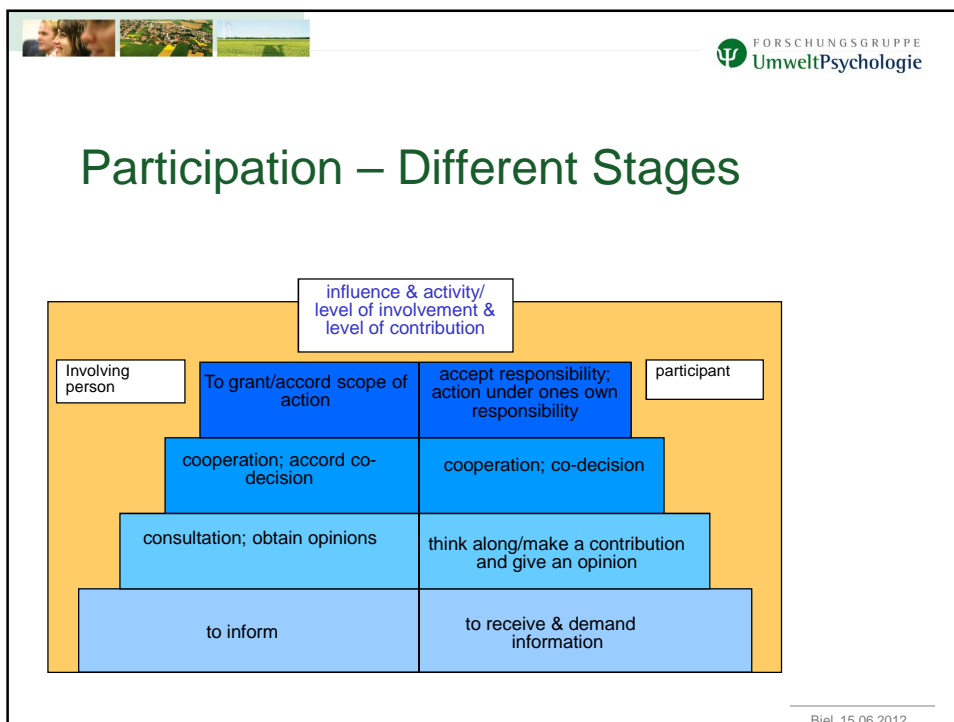 FORSCHUNGSGRUPPE
UmweltPsychologie
Participation – Different Stages
influence & activity/
level of involvement &
level of contribution
Involving
person
To grant/accord scope of
action
accept responsibility;
action under ones own
responsibility
participant
cooperation; accord co-
decision
cooperation; co-decision
consultation; obtain opinions
think along/make a contribution
and give an opinion
to inform
to receive & demand
information
Biel, 15.06.2012